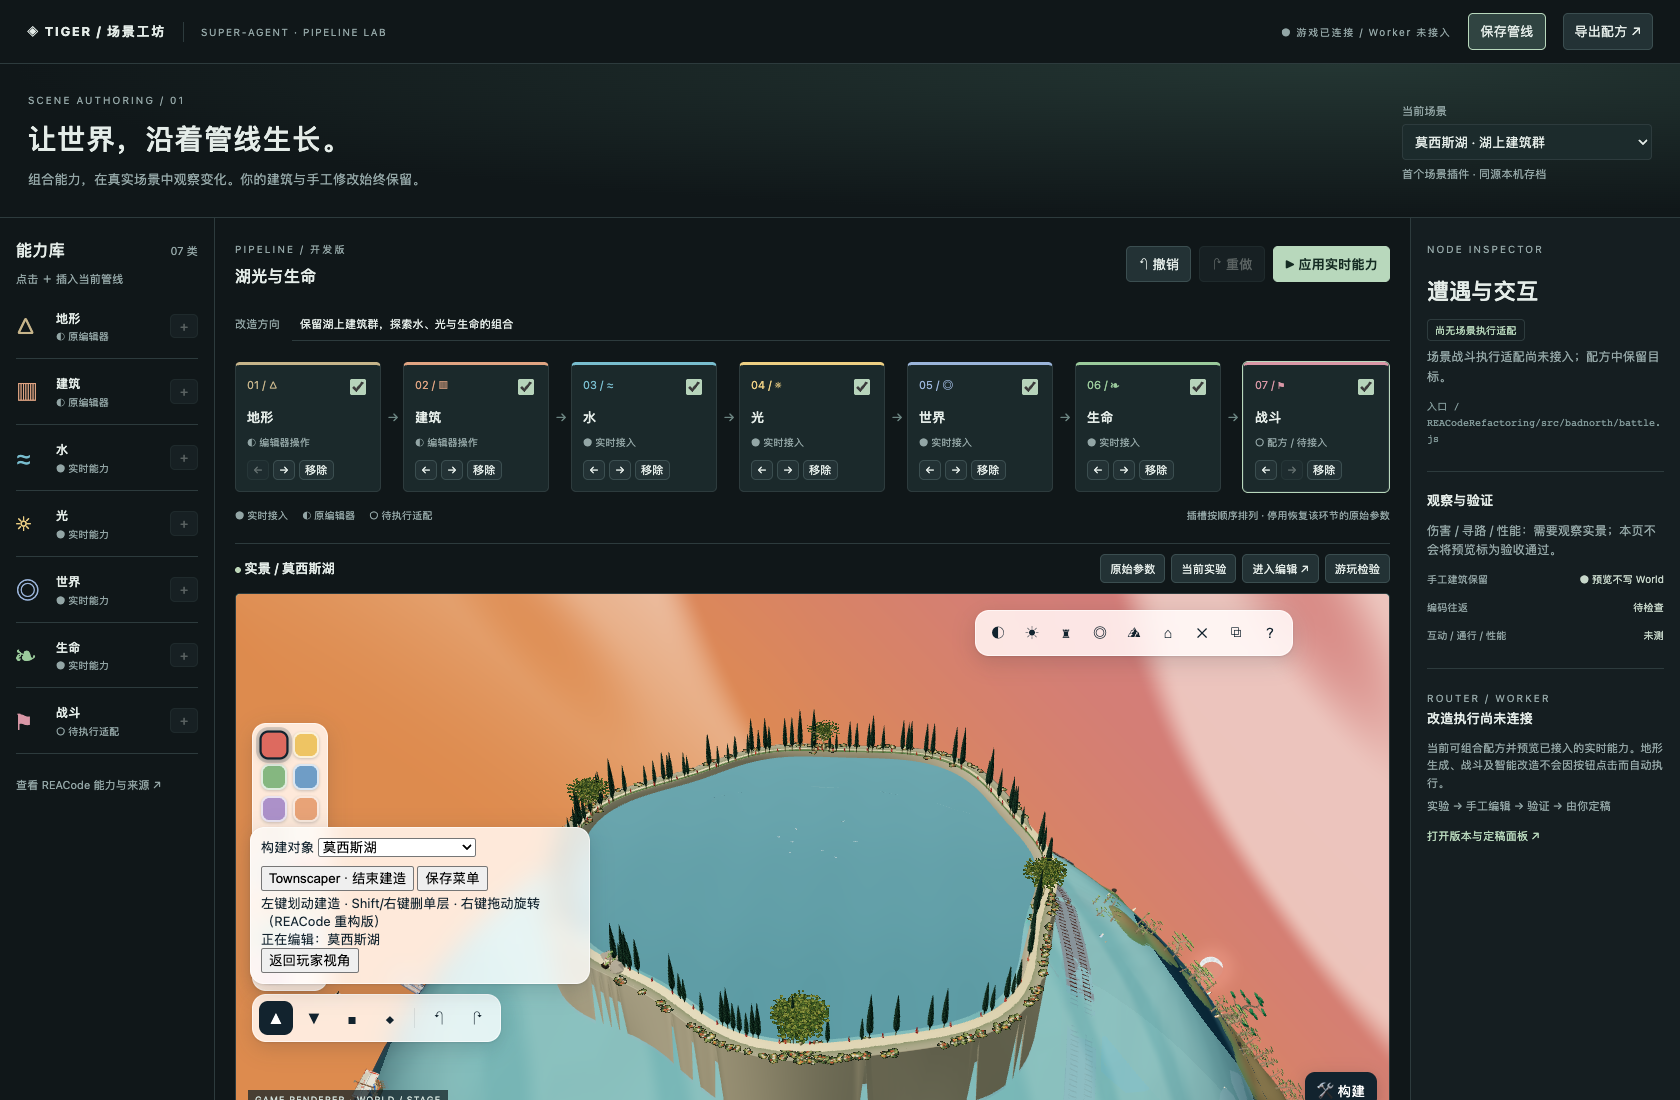 ◈ TIGER / 场景工坊
SUPER-AGENT · PIPELINE LAB
● 游戏已连接 / Worker 未接入
保存管线
导出配方 ↗
SCENE AUTHORING / 01
让世界，沿着管线生长。
组合能力，在真实场景中观察变化。你的建筑与手工修改始终保留。
当前场景
莫西斯湖 · 湖上建筑群
首个场景插件 · 同源本机存档
能力库
07 类
点击 ＋ 插入当前管线
地形
◐ 原编辑器
建筑
◐ 原编辑器
水
● 实时能力
光
● 实时能力
世界
● 实时能力
生命
● 实时能力
战斗
○ 待执行适配
查看 REACode 能力与来源 ↗
PIPELINE / 开发版
湖光与生命
撤销
重做
▶ 应用实时能力
改造方向
保留湖上建筑群，探索水、光与生命的组合
01 / △
地形
◐ 编辑器操作
← → 移除
02 / ▥
建筑
◐ 编辑器操作
← → 移除
03 / ≈
水
● 实时接入
← → 移除
04 / ☼
光
● 实时接入
← → 移除
05 / ◎
世界
● 实时接入
← → 移除
06 / ❧
生命
● 实时接入
← → 移除
07 / ⚑
战斗
○ 配方 / 待接入
← → 移除
● 实时接入 ◐ 原编辑器 ○ 待执行适配
插槽按顺序排列 · 停用恢复该环节的原始参数
● 实景 / 莫西斯湖
原始参数
当前实验
进入编辑 ↗
游玩检验
?
构建对象 莫西斯湖
Townscaper · 结束建造
保存菜单
左键划动建造 · Shift/右键删单层 · 右键拖动旋转
（REACode 重构版）
正在编辑：莫西斯湖
返回玩家视角
GAME RENDERER · WORLD / STAGE
构建
NODE INSPECTOR
遭遇与交互
尚无场景执行适配
场景战斗执行适配尚未接入；配方中保留目
标。
入口 /
REACodeRefactoring/src/badnorth/battle.
js
观察与验证
伤害 / 寻路 / 性能：需要观察实景；本页不
会将预览标为验收通过。
手工建筑保留
● 预览不写 World
编码往返
待检查
互动 / 通行 / 性能
未测
ROUTER / WORKER
改造执行尚未连接
当前可组合配方并预览已接入的实时能力。地形
生成、战斗及智能改造不会因按钮点击而自动执
行。
实验 → 手工编辑 → 验证 → 由你定稿
打开版本与定稿面板 ↗